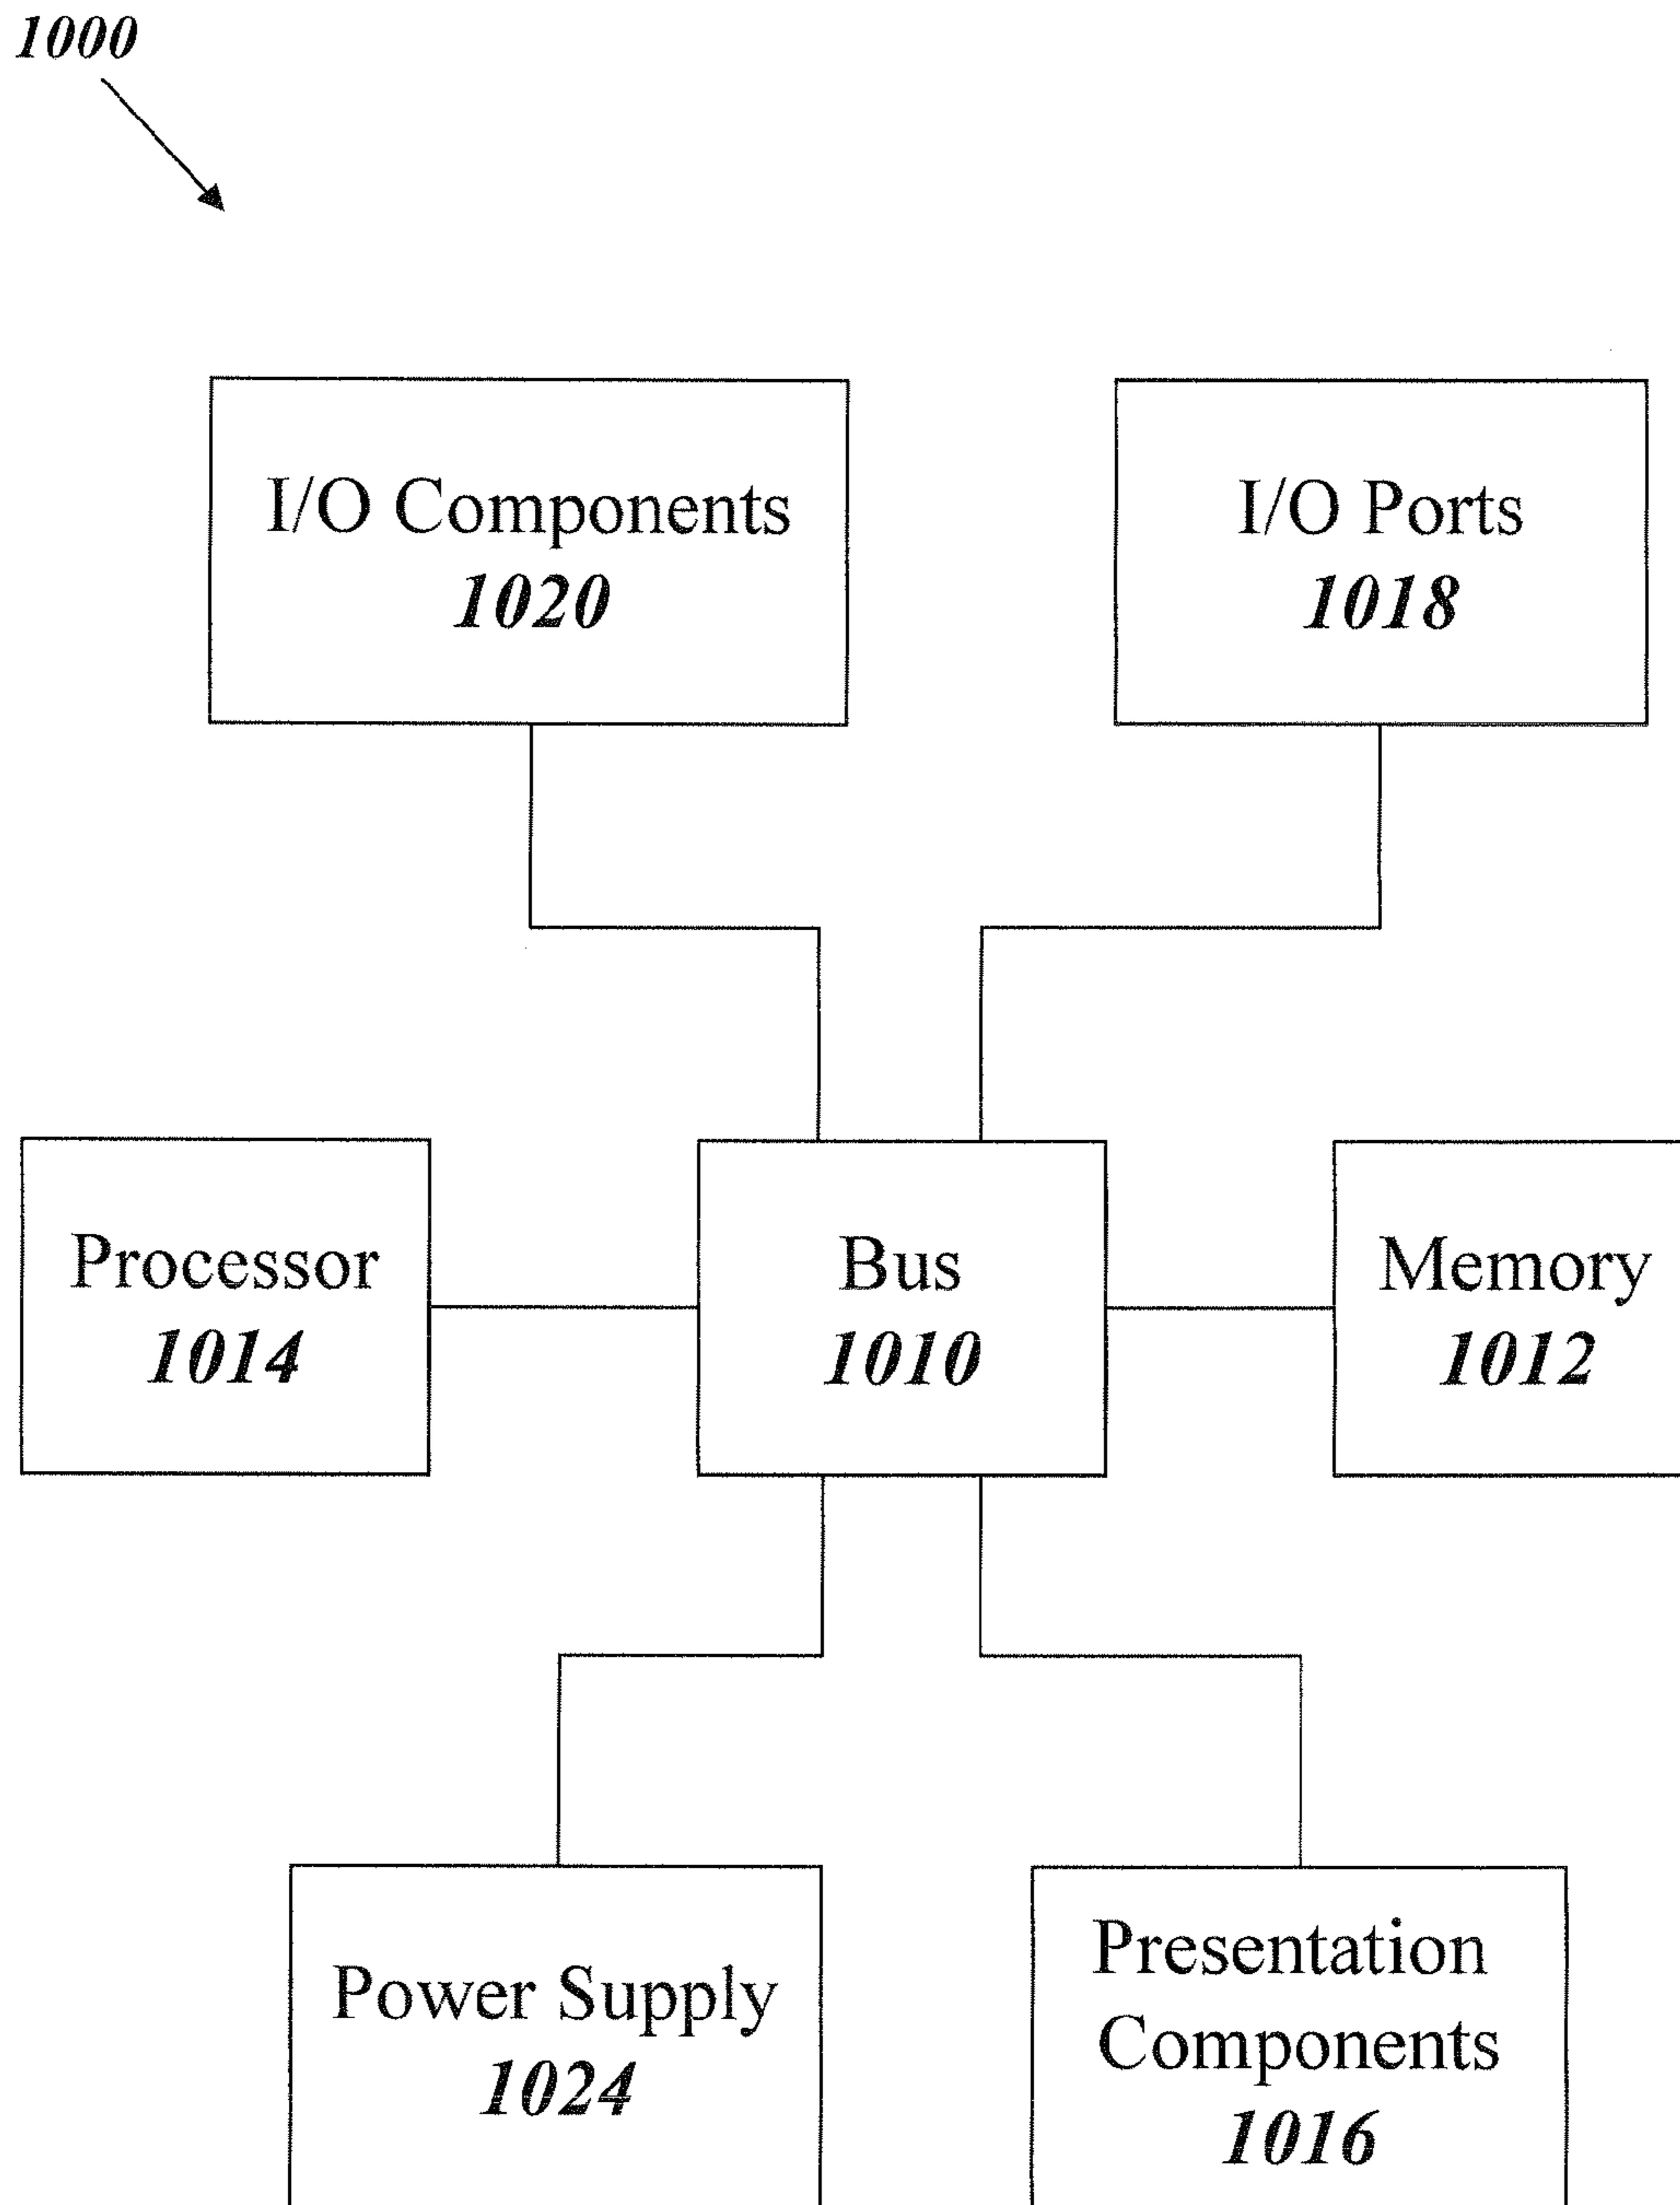 1000
I/O Components
1020
I/O Ports
1018
Processor
1014
Bus
1010
Memory
1012
Power Supply
1024
Presentation
Components
1016